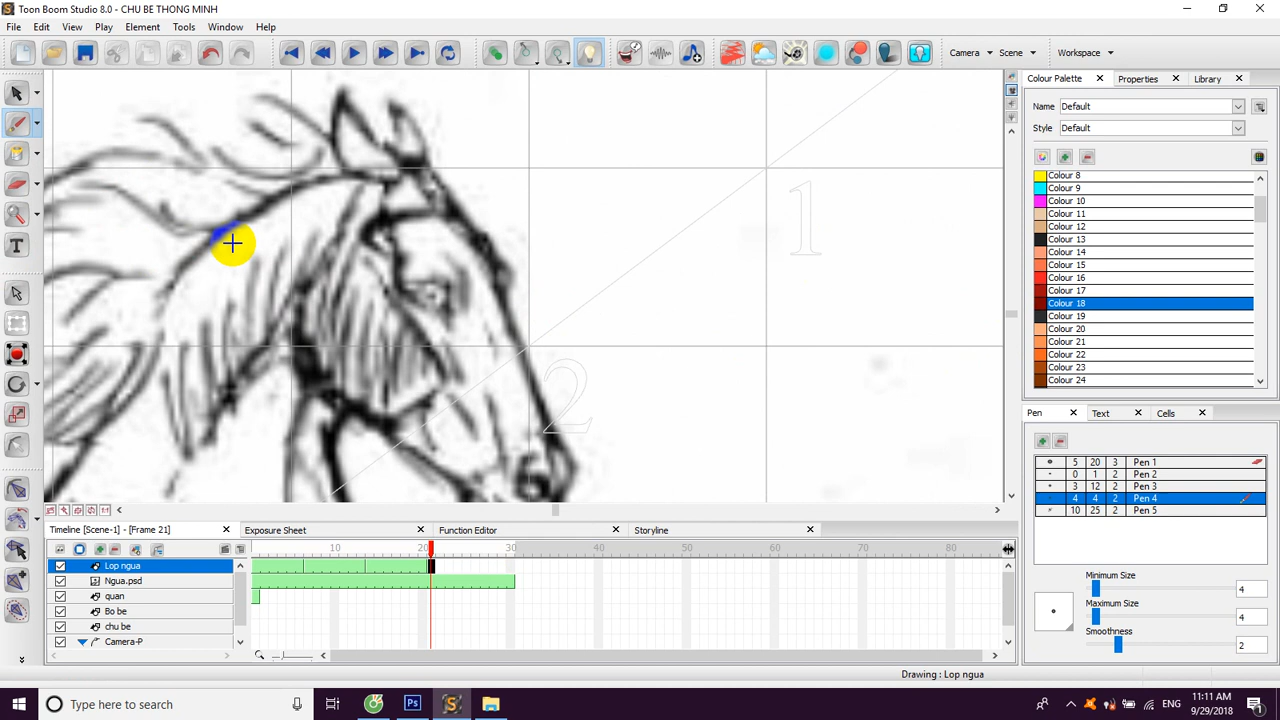 Toon Boom Studio 8.0 - CHU BE THONG MINH
File Edit View Play Element Tools Window Help
Camera Scene Workspace
Colour Palette Properties Library
Name Default
Style Default
Colour 8
Colour 9
Colour 10
Colour 11
Colour 12
Colour 13
Colour 14
Colour 15
Colour 16
Colour 17
Colour 18
Colour 19
Colour 20
Colour 21
Colour 22
Colour 23
Colour 24
1
2
T
Pen Text Cells
5 20 3 Pen 1
0 1 2 Pen 2
3 12 2 Pen 3
4 4 2 Pen 4
10 25 2 Pen 5
Minimum Size
4
Maximum Size
4
Smoothness
2
Timeline [Scene-1] - [Frame 21] Exposure Sheet Function Editor Storyline
10 20 30 40 50 60 70 80
Lop ngua
Ngua.psd
quan
Bo be
chu be
Camera-P
Drawing : Lop ngua
Type here to search
Ps
S
ENG
11:11 AM
9/29/2018
1